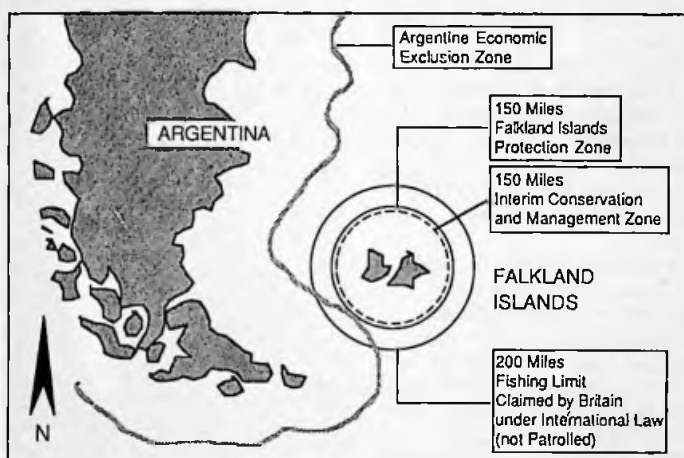 Argentine Economic
Exclusion Zone
150 Miles
Falkland Islands
Protection Zone
ARGENTINA
150 Miles
Interim Conservation
and Management Zone
FALKLAND
ISLANDS
200 Miles
Fishing Limit
Claimed by Britain
under International Law
(not Patrolled)
N